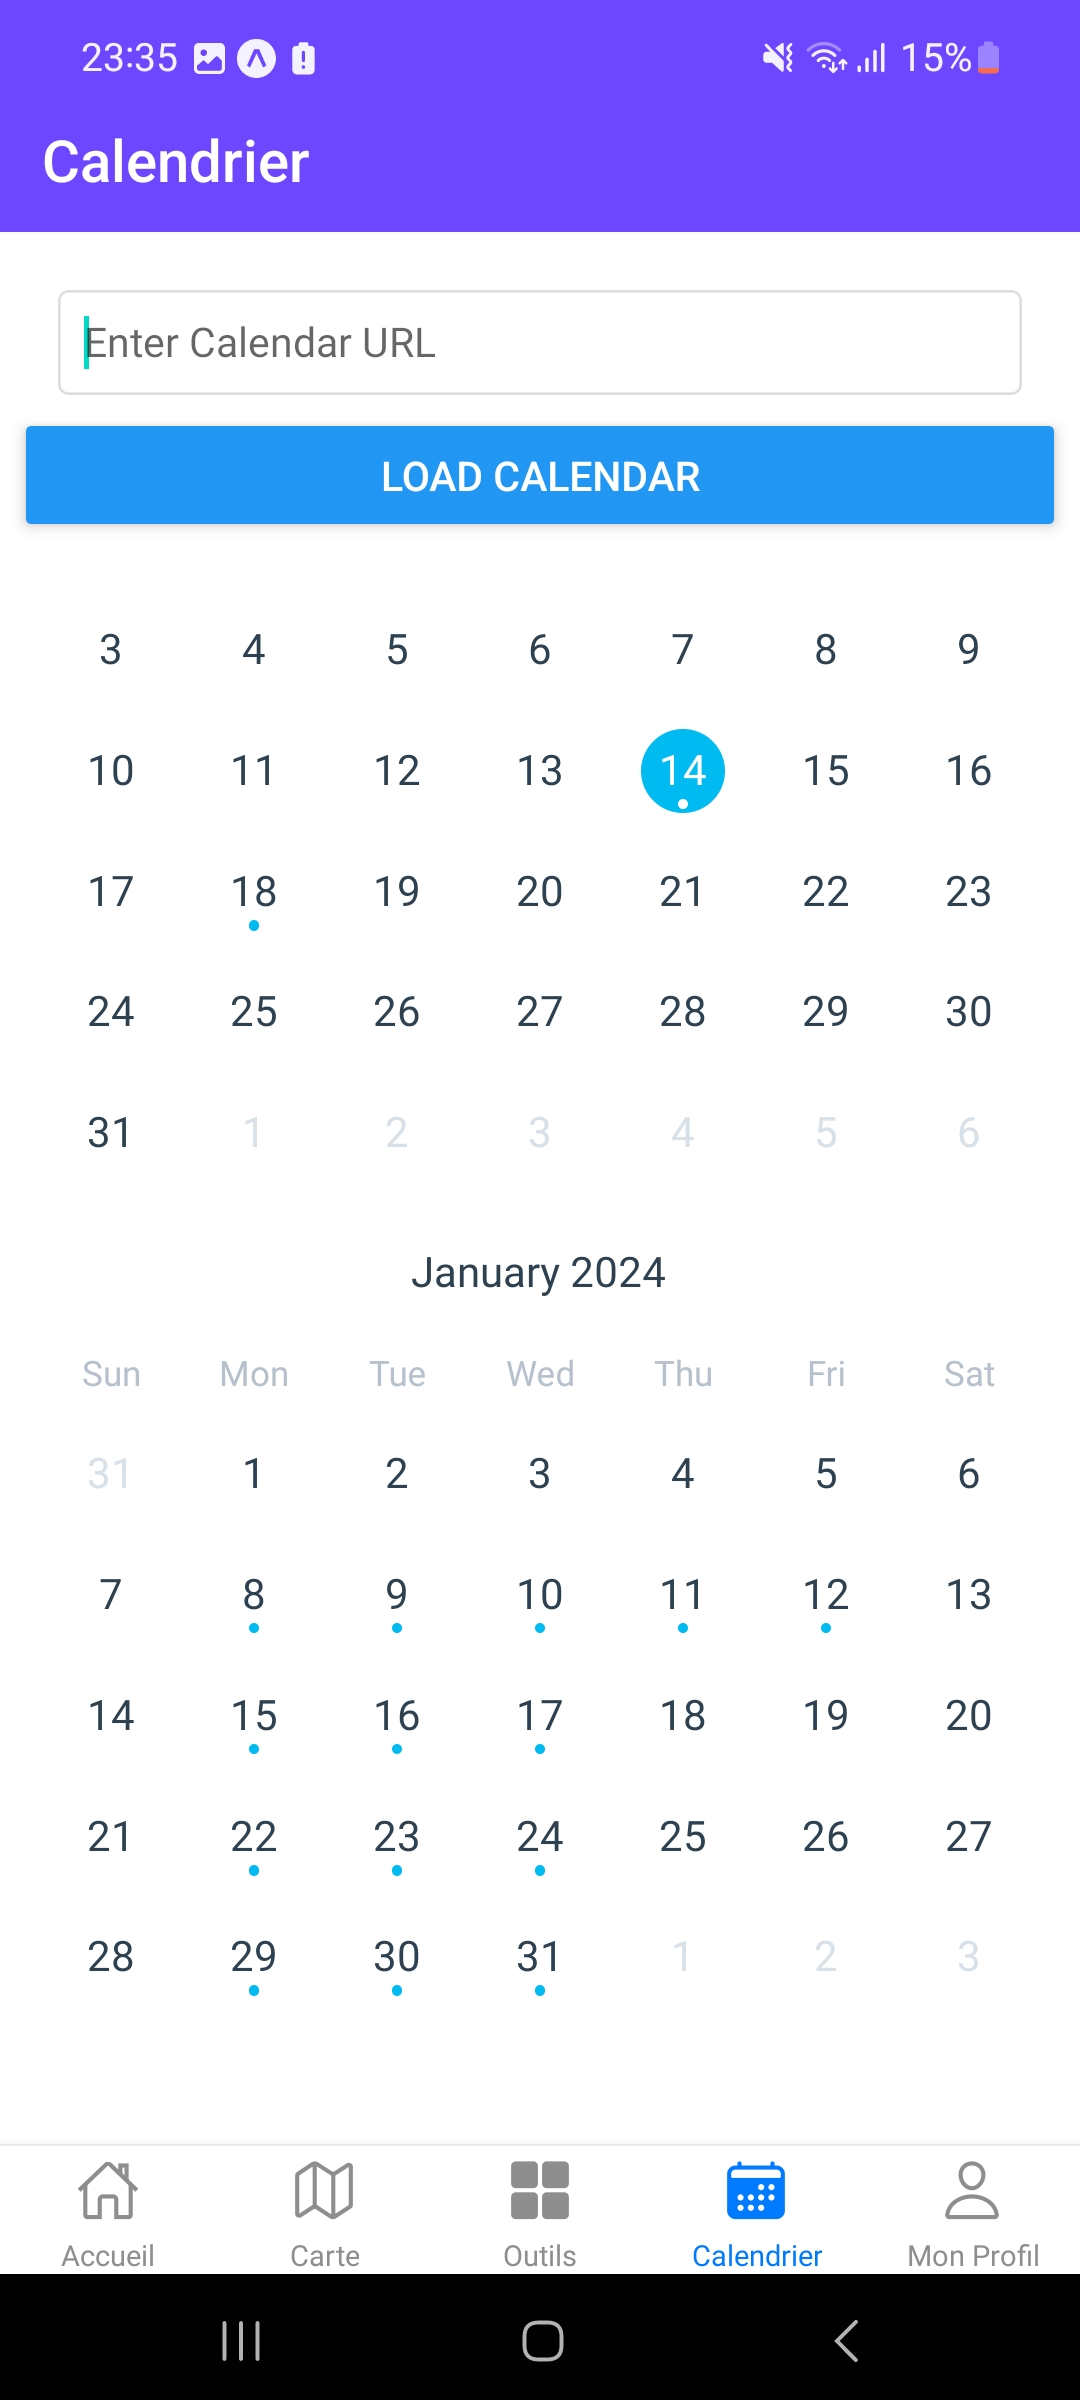 23:35 15%
Calendrier
Enter Calendar URL
LOAD CALENDAR
3 4 5 6 7 8 9
10 11 12 13 14 15 16
17 18 19 20 21 22 23
24 25 26 27 28 29 30
31 1 2 3 4 5 6
January 2024
Sun Mon Tue Wed Thu Fri Sat
31 1 2 3 4 5 6
7 8 9 10 11 12 13
14 15 16 17 18 19 20
21 22 23 24 25 26 27
28 29 30 31 1 2 3
Accueil Carte Outils Calendrier Mon Profil